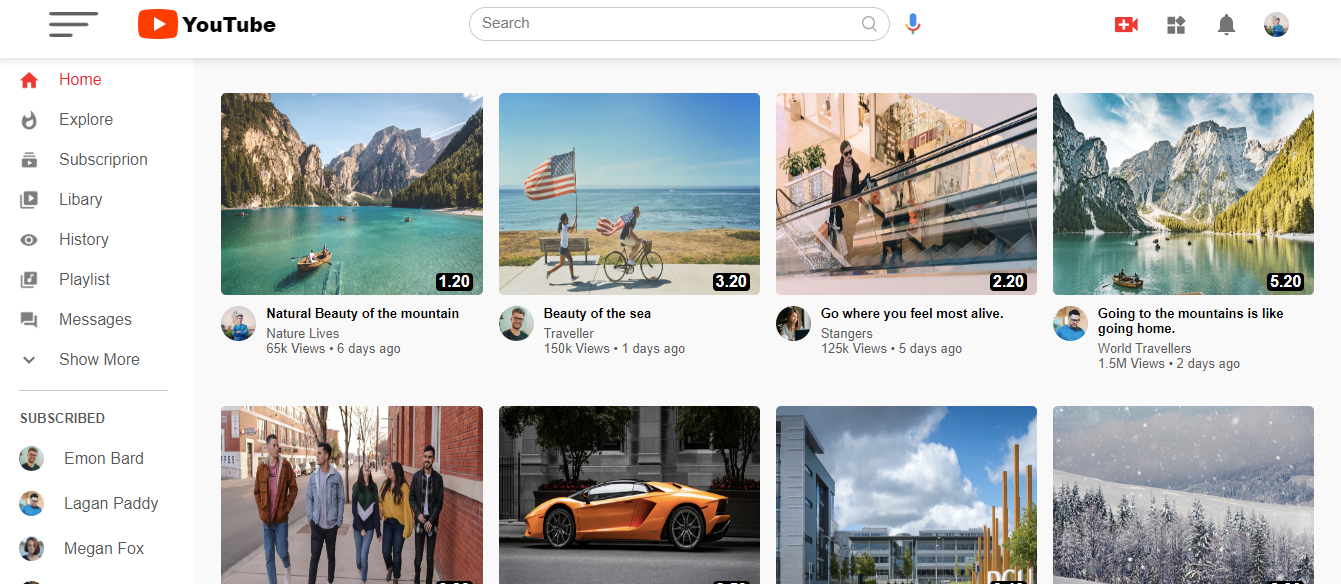 YouTube
Search
Home
Explore
Subscriprion
Libary
History
Playlist
Messages
Show More
SUBSCRIBED
Emon Bard
Lagan Paddy
Megan Fox
1.20
3.20
2.20
5.20
Natural Beauty of the mountain
Nature Lives
65k Views • 6 days ago
Beauty of the sea
Traveller
150k Views • 1 days ago
Go where you feel most alive.
Stangers
125k Views • 5 days ago
Going to the mountains is like
going home.
World Travellers
1.5M Views • 2 days ago